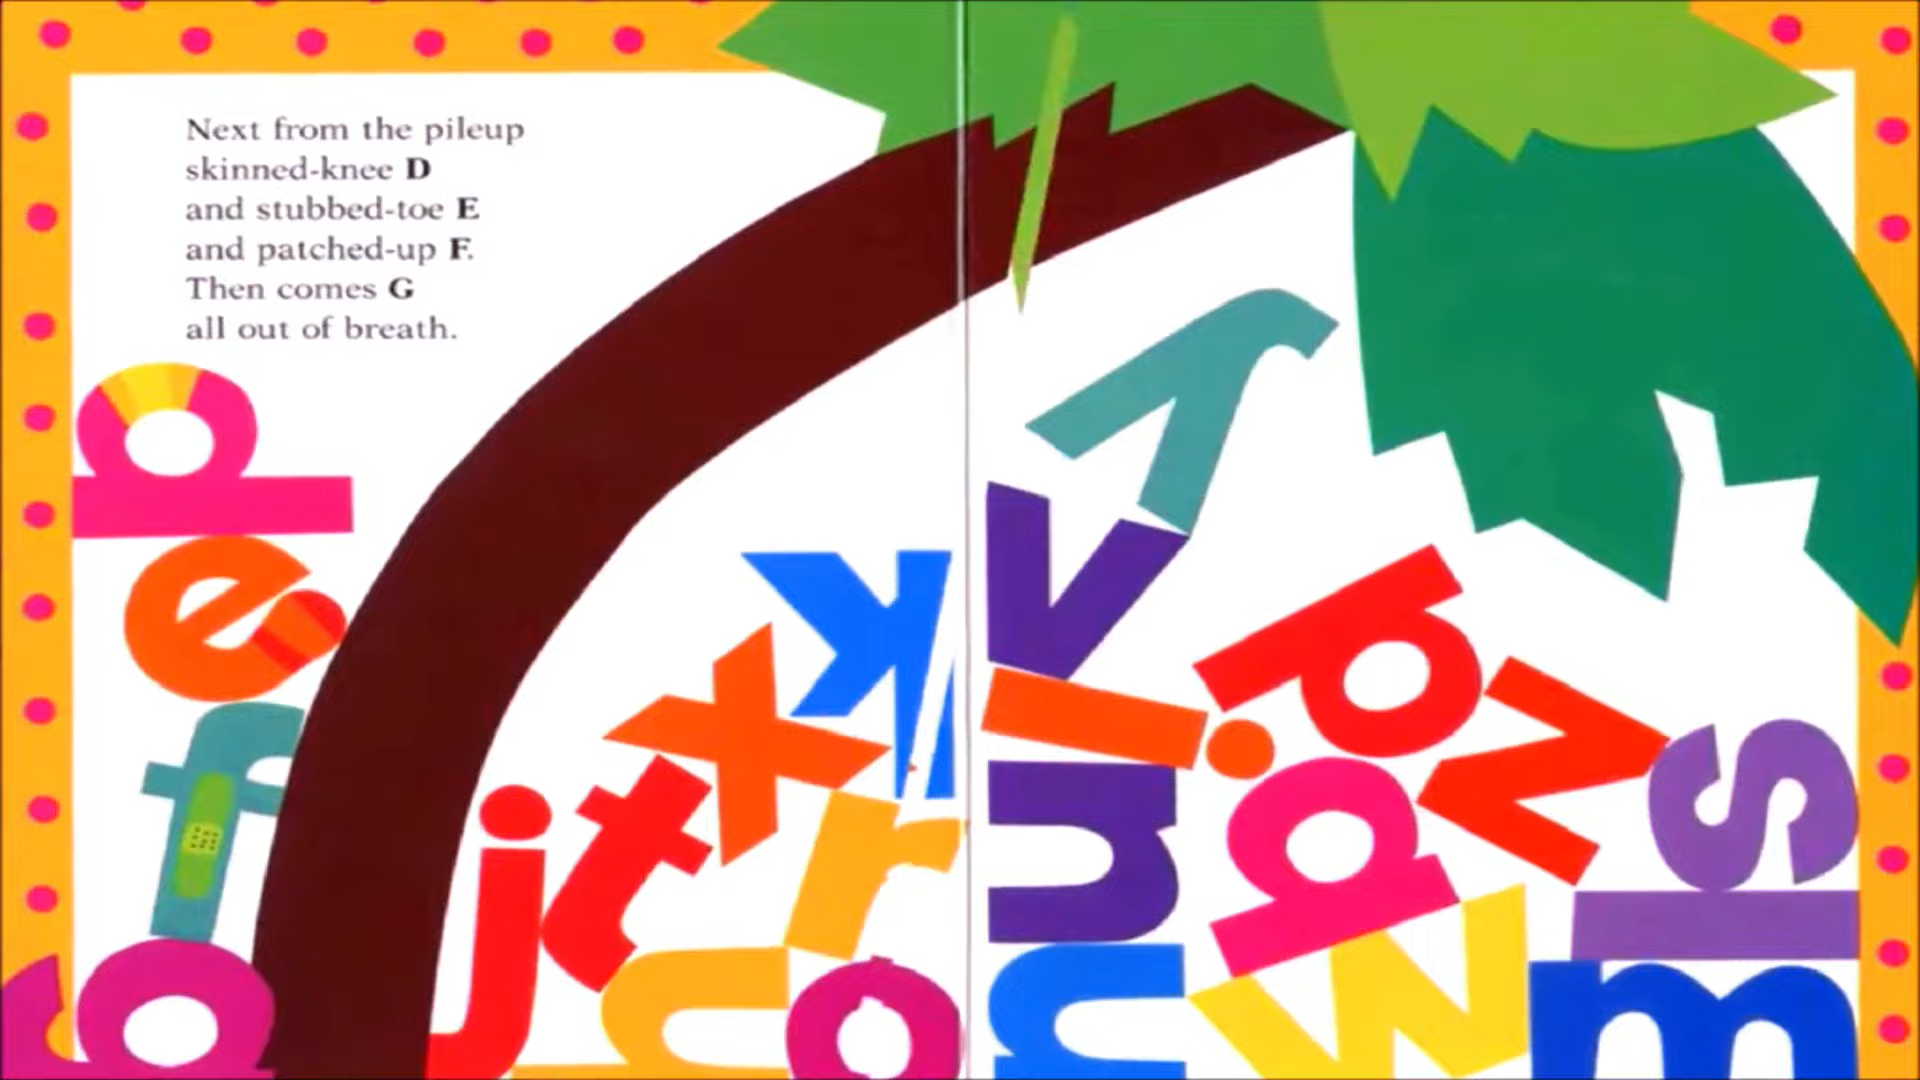 Next from the pileup
skinned-knee D
and stubbed-toe E
and patched-up F.
Then comes G
all out of breath.
d
e
f
g
j
t
x
k
r
h
o
y
v
i
u
n
p
q
z
w
s
l
m